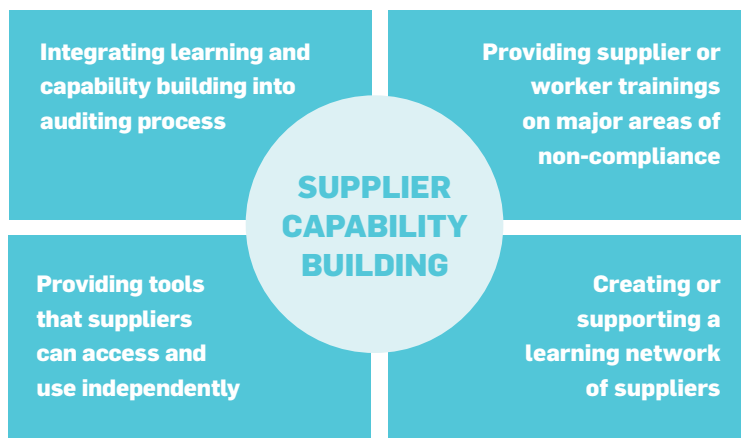 Integrating learning and
capability building into
auditing process
Providing supplier or
worker trainings
on major areas of
non-compliance
SUPPLIER
CAPABILITY
BUILDING
Providing tools
that suppliers
can access and
use independently
Creating or
supporting a
learning network
of suppliers